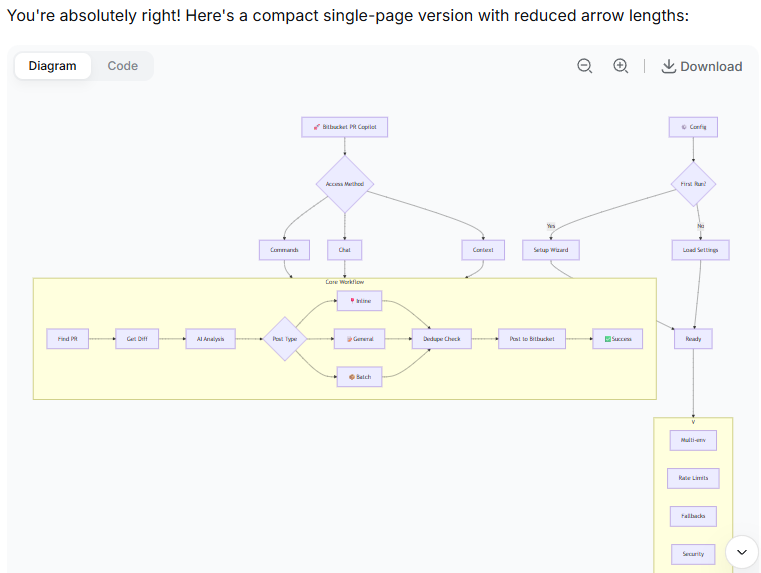 You're absolutely right! Here's a compact single-page version with reduced arrow lengths:
Diagram
Code
Download
Bitbucket PR Copilot
Config
Access Method
First Run?
Yes
No
Commands
Chat
Context
Setup Wizard
Load Settings
Core Workflow
Inline
Find PR
Get Diff
AI Analysis
Post Type
General
Dedupe Check
Post to Bitbucket
Success
Ready
Batch
Multi-env
Rate Limits
Fallbacks
Security